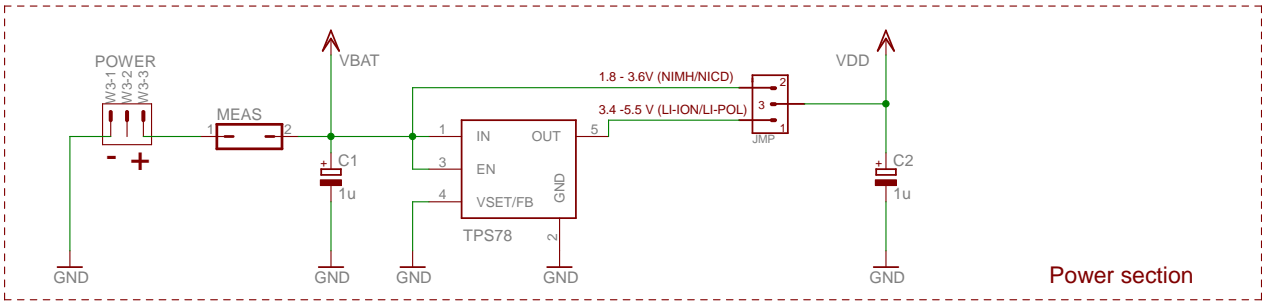 VBAT
VDD
POWER
W3-1
W3-2
W3-3
- +
MEAS
1 2
C1
+
1u
1 IN
3 EN
4 VSET/FB
OUT 5
GND
2
TPS78
1.8 - 3.6V (NIMH/NICD)
3.4 -5.5 V (LI-ION/LI-POL)
2
3
1
JMP
C2
+
1u
GND
GND
GND
GND
GND
Power section